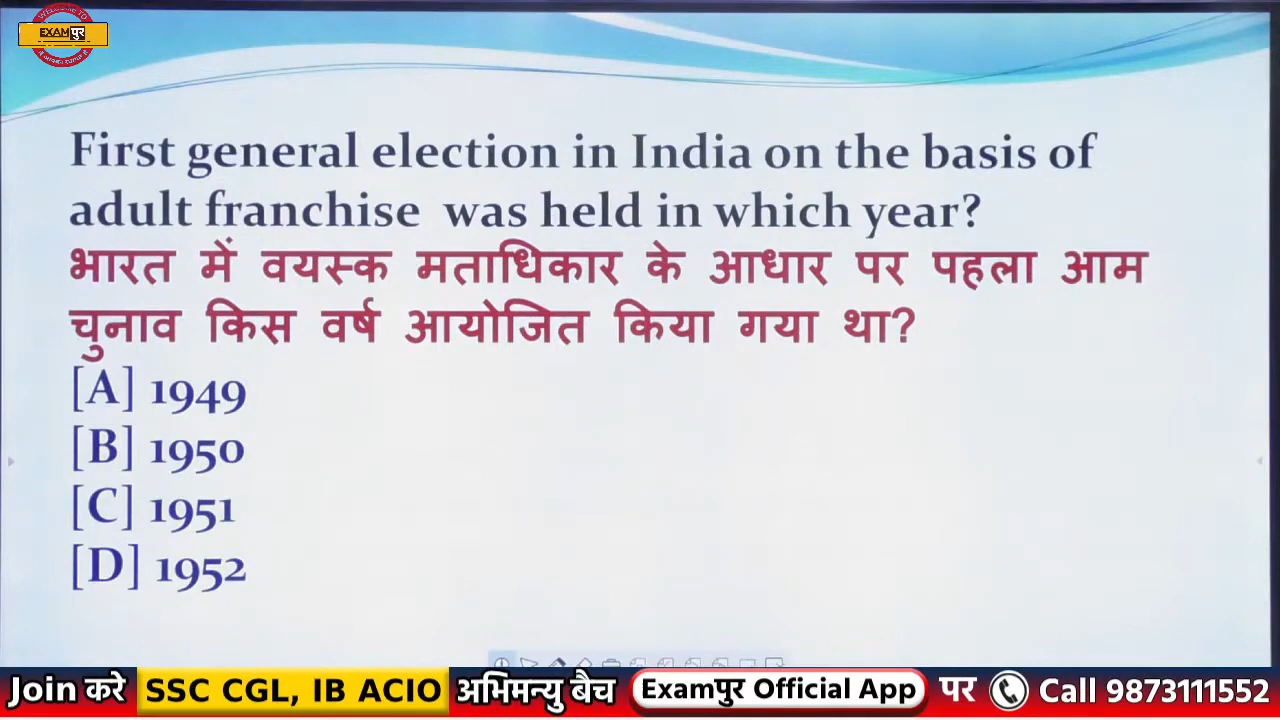 WELCOME TO
EXAMपुर
First general election in India on the basis of
adult franchise was held in which year?
भारत में वयस्क मताधिकार के आधार पर पहला आम
चुनाव किस वर्ष आयोजित किया गया था?
[A] 1949
[B] 1950
[C] 1951
[D] 1952
Join करे SSC CGL, IB ACIO अभिमन्यु बैच Examपुर Official App पर Call 9873111552